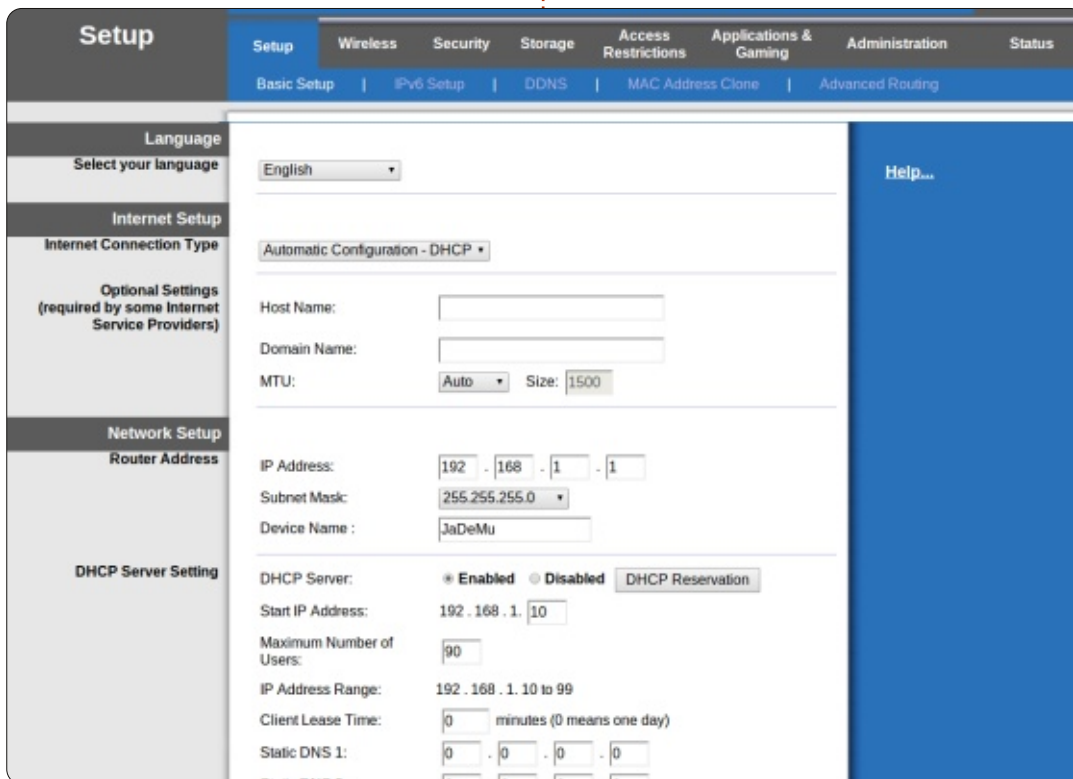 Setup
Setup Wireless Security Storage Access Restrictions Applications & Gaming Administration Status
Basic Setup | IPv6 Setup | DDNS | MAC Address Clone | Advanced Routing
Language
Select your language English
Help...
Internet Setup
Internet Connection Type Automatic Configuration - DHCP
Optional Settings
(required by some Internet
Service Providers)
Host Name:
Domain Name:
MTU: Auto Size: 1500
Network Setup
Router Address
IP Address: 192 . 168 . 1 . 1
Subnet Mask: 255.255.255.0
Device Name : JaDeMu
DHCP Server Setting
DHCP Server: Enabled Disabled DHCP Reservation
Start IP Address: 192 . 168 . 1. 10
Maximum Number of
Users: 90
IP Address Range: 192 . 168 . 1. 10 to 99
Client Lease Time: 0 minutes (0 means one day)
Static DNS 1: 0 . 0 . 0 . 0